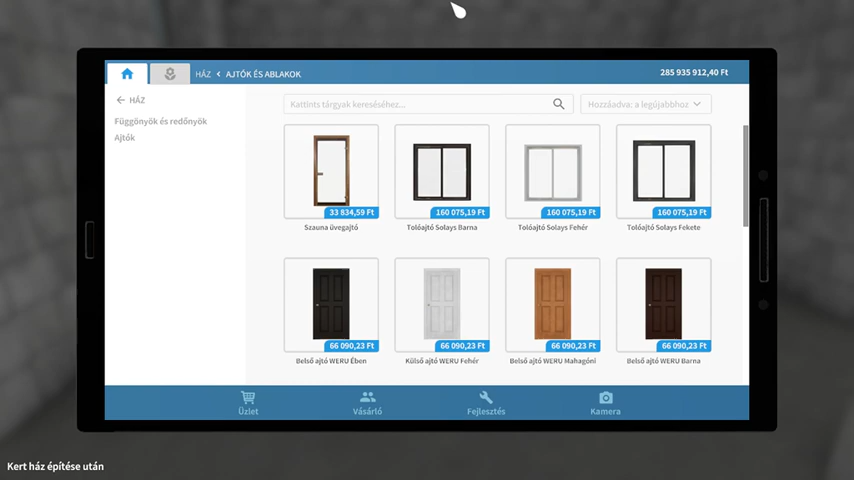 HÁZ < AJTÓK ÉS ABLAKOK
285 935 912,40 Ft
HÁZ
Függönyök és redőnyök
Ajtók
Kattints tárgyak kereséséhez...
Hozzáadva: a legújabbhoz
33 834,59 Ft
160 075,19 Ft
160 075,19 Ft
160 075,19 Ft
Szauna üvegajtó
Tolóajtó Solays Barna
Tolóajtó Solays Fehér
Tolóajtó Solays Fekete
66 090,23 Ft
66 090,23 Ft
66 090,23 Ft
66 090,23 Ft
Belső ajtó WERU Ében
Külső ajtó WERU Fehér
Belső ajtó WERU Mahagóni
Belső ajtó WERU Barna
Üzlet
Vásárló
Fejlesztés
Kamera
Kert ház építése után